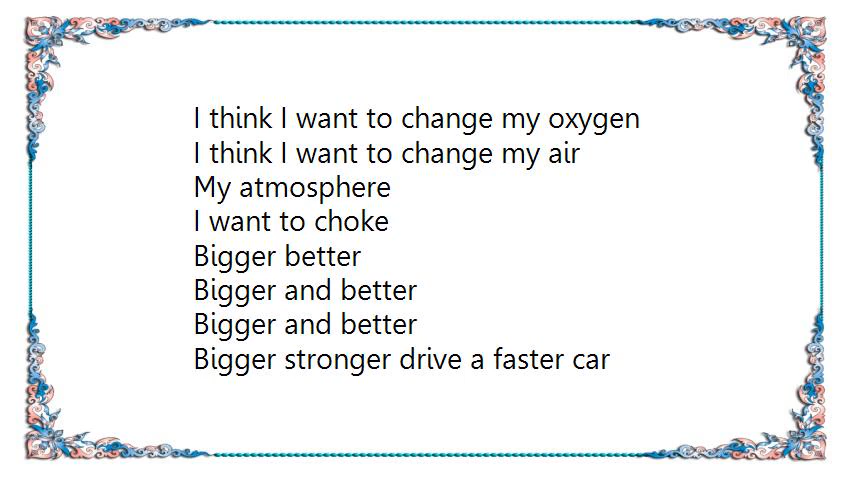 I think I want to change my oxygen
I think I want to change my air
My atmosphere
I want to choke
Bigger better
Bigger and better
Bigger and better
Bigger stronger drive a faster car